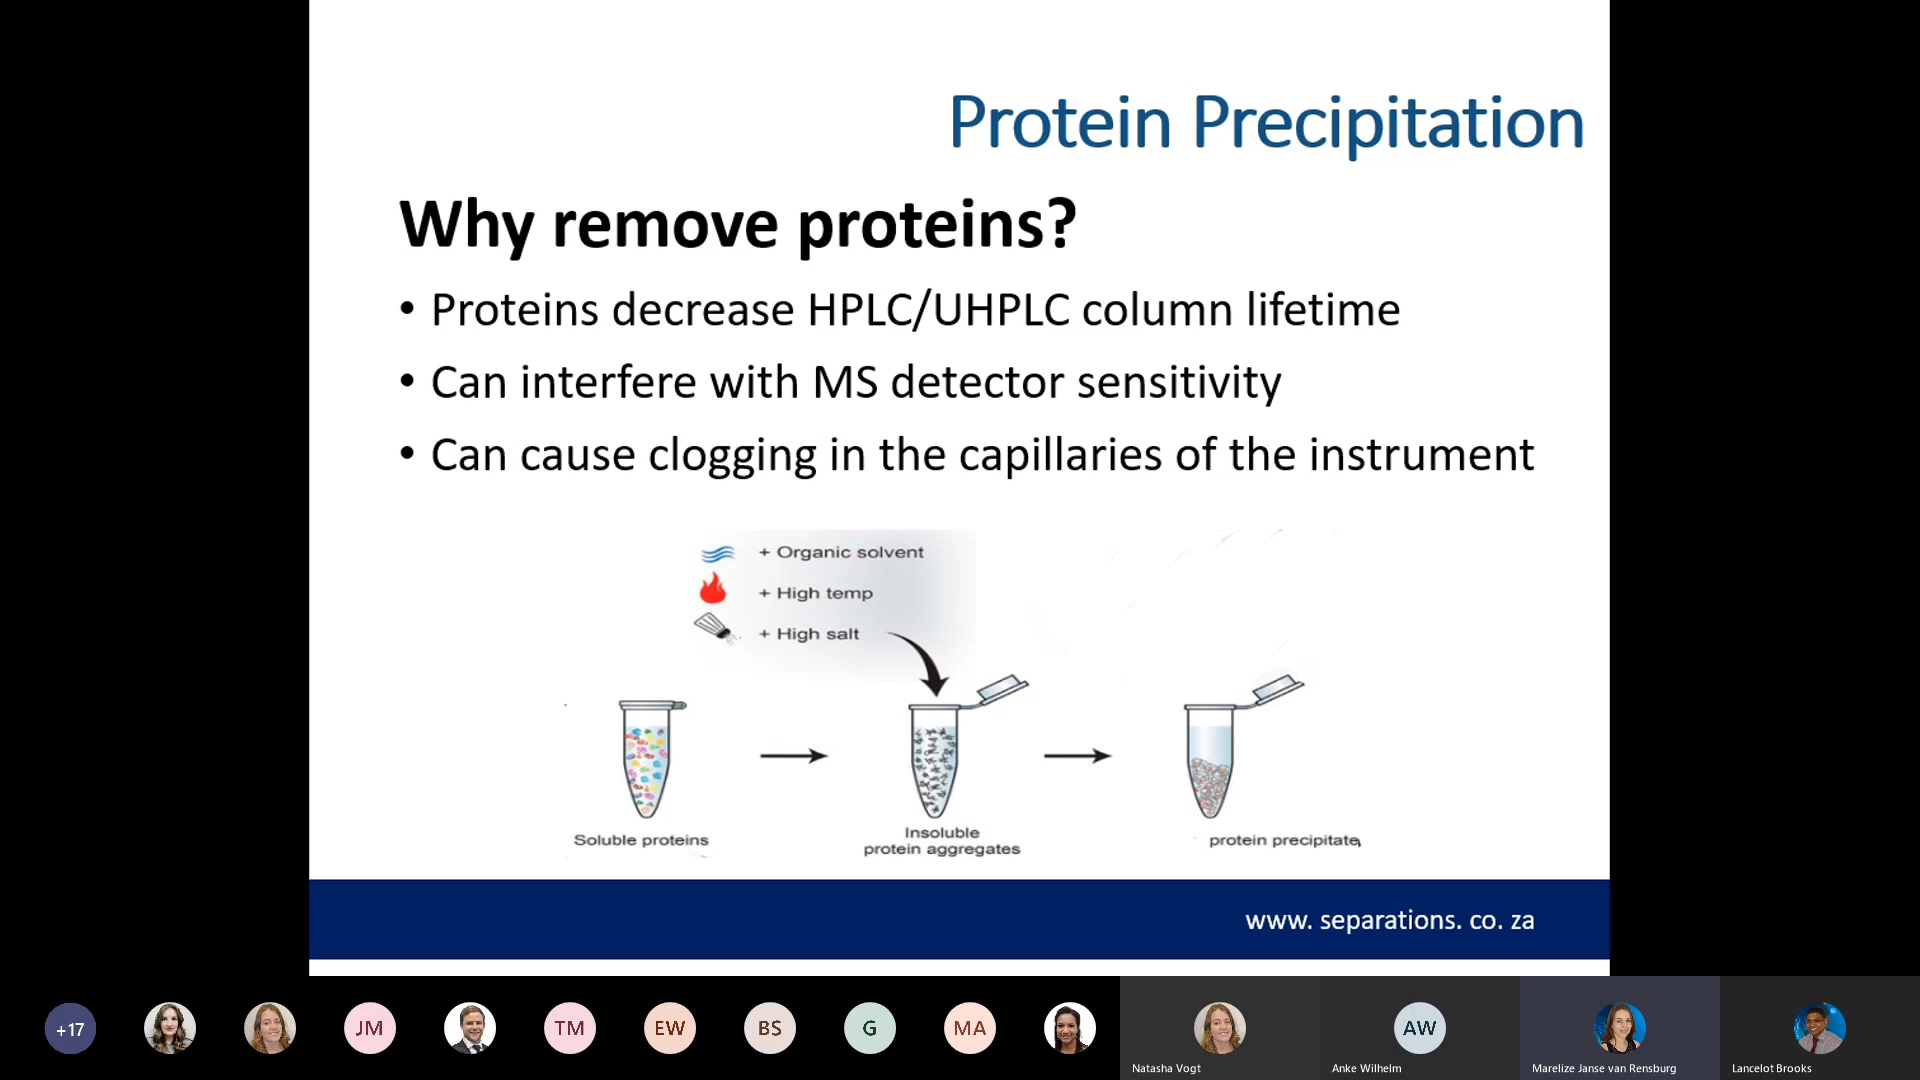 Protein Precipitation
Why remove proteins?
• Proteins decrease HPLC/UHPLC column lifetime
• Can interfere with MS detector sensitivity
• Can cause clogging in the capillaries of the instrument
+ Organic solvent
+ High temp
+ High salt
Soluble proteins
Insoluble
protein aggregates
protein precipitate,
www. separations. co. za
+17
JM
TM
EW
BS
G
MA
AW
Natasha Vogt
Anke Wilhelm
Marelize Janse van Rensburg
Lancelot Brooks